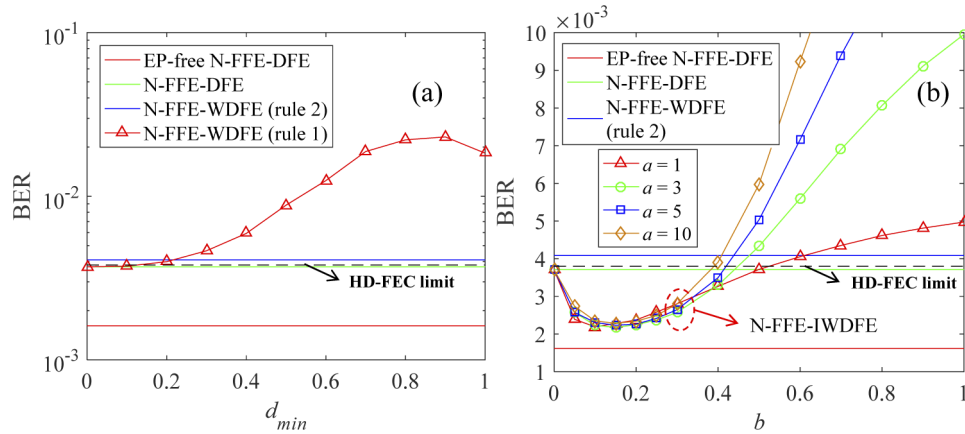 10^{-1}
EP-free N-FFE-DFE
N-FFE-DFE
N-FFE-WDFE (rule 2)
N-FFE-WDFE (rule 1)
(a)
10^{-2}
BER
HD-FEC limit
10^{-3}
0 0.2 0.4 0.6 0.8 1
d_{min}
×10^{-3}
10
EP-free N-FFE-DFE
N-FFE-DFE
N-FFE-WDFE
(rule 2)
(b)
9
8
a = 1
a = 3
a = 5
a = 10
7
6
BER
5
4
HD-FEC limit
3
N-FFE-IWDFE
2
1
0 0.2 0.4 0.6 0.8 1
b